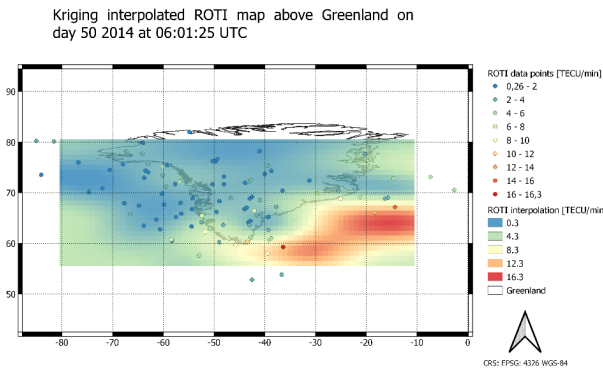 Kriging interpolated ROTI map above Greenland on
day 50 2014 at 06:01:25 UTC
ROTI data points [TECU/min]
0,26 - 2
2 - 4
4 - 6
6 - 8
8 - 10
10 - 12
12 - 14
14 - 16
16 - 16,3
ROTI interpolation [TECU/min
0.3
4.3
8.3
12.3
16.3
Greenland
90
80
70
60
50
-80 -70 -60 -50 -40 -30 -20 -10 0
CRS: EPSG: 4326 WGS-84